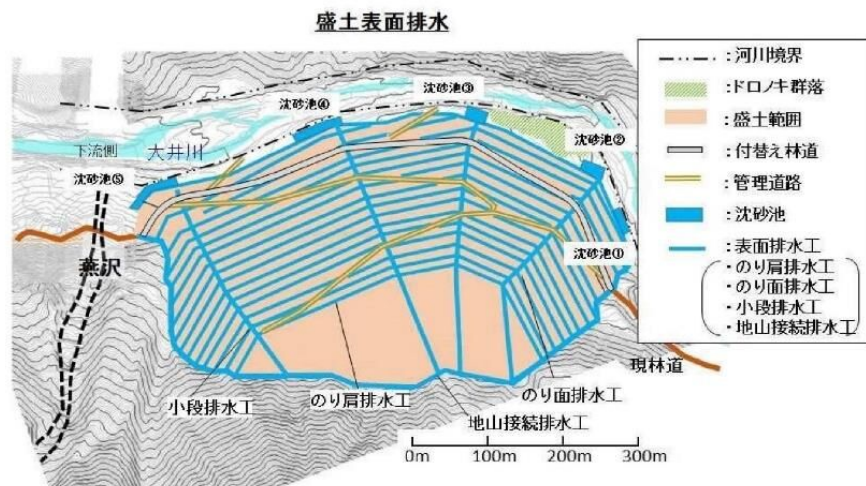 盛土表面排水
沈砂池④
沈砂池③
沈砂池②
下流側
大井川
沈砂池⑤
沈砂池①
燕沢
現林道
小段排水工
のり肩排水工
のり面排水工
地山接続排水工
0m
100m
200m
300m
：河川境界
：ドロノキ群落
：盛土範囲
：付替え林道
：管理道路
：沈砂池
：表面排水工
・のり肩排水工
・のり面排水工
・小段排水工
・地山接続排水工